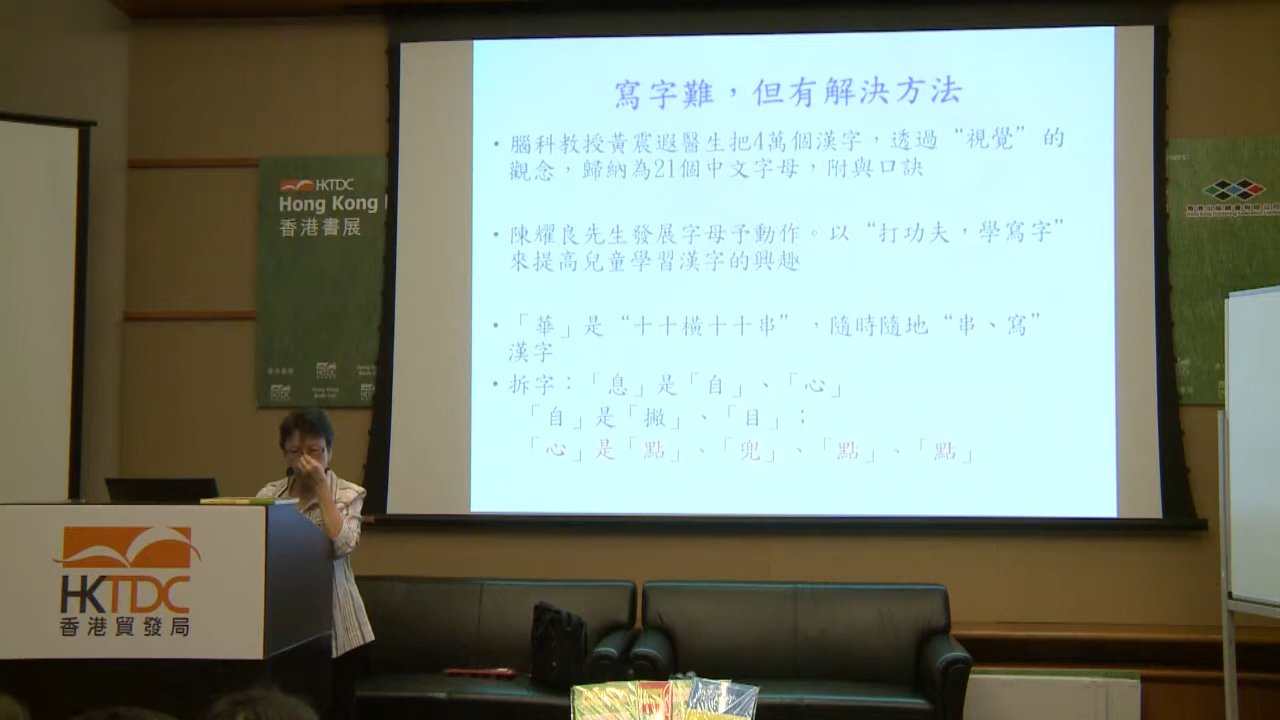 寫字難，但有解決方法
• 腦科教授黃震遐醫生把4萬個漢字，透過“視覺”的
觀念，歸納為21個中文字母，附與口訣
• 陳耀良先生發展字母予動作。以“打功夫，學寫字”
來提高兒童學習漢字的興趣
• 「華」是“十十橫十十串”，隨時隨地“串、寫”
漢字
• 拆字：「息」是「自」、「心」
「自」是「撇」、「目」；
「心」是「點」、「兜」、「點」、「點」
HKTDC
Hong Kong
香港書展
HKTDC
香港貿發局